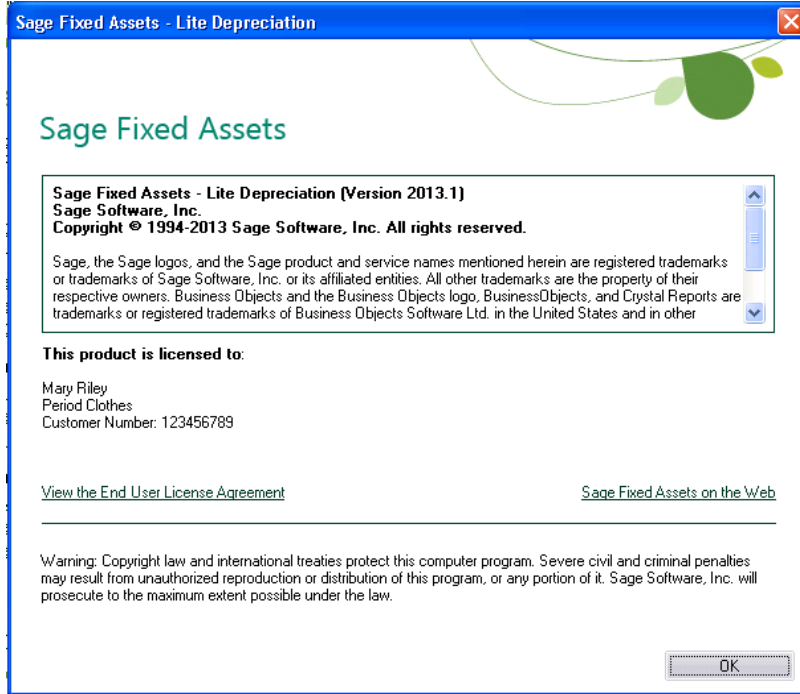 Sage Fixed Assets - Lite Depreciation
Sage Fixed Assets
Sage Fixed Assets - Lite Depreciation (Version 2013.1)
Sage Software, Inc.
Copyright © 1994-2013 Sage Software, Inc. All rights reserved.
Sage, the Sage logos, and the Sage product and service names mentioned herein are registered trademarks
or trademarks of Sage Software, Inc. or its affiliated entities. All other trademarks are the property of their
respective owners. Business Objects and the Business Objects logo, BusinessObjects, and Crystal Reports are
trademarks or registered trademarks of Business Objects Software Ltd. in the United States and in other
This product is licensed to:
Mary Riley
Period Clothes
Customer Number: 123456789
View the End User License Agreement
Sage Fixed Assets on the Web
Warning: Copyright law and international treaties protect this computer program. Severe civil and criminal penalties
may result from unauthorized reproduction or distribution of this program, or any portion of it. Sage Software, Inc. will
prosecute to the maximum extent possible under the law.
OK